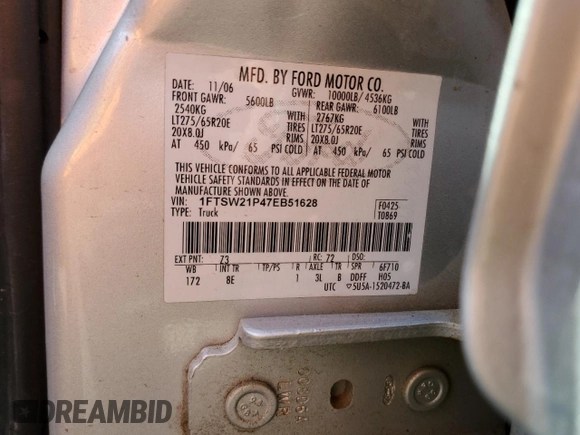 MFD. BY FORD MOTOR CO.
DATE: 11/06 GVWR: 10000LB/ 4536KG
FRONT GAWR: 5600LB REAR GAWR: 6100LB
2540KG WITH 2767KG WITH
LT275/65R20E TIRES LT275/65R20E TIRES
20X8.0J RIMS 20X8.0J RIMS
AT 450 kPa/ 65 PSI COLD AT 450 kPa/ 65 PSI COLD
THIS VEHICLE CONFORMS TO ALL APPLICABLE FEDERAL MOTOR
VEHICLE SAFETY STANDARDS IN EFFECT ON THE DATE OF
MANUFACTURE SHOWN ABOVE.
VIN: 1FTSW21P47EB51628 F0425
TYPE: Truck T0869
EXT PNT: Z3 RC: 72 DSO:
WB INT TR TP/PS R AXLE TR SPR 6F710
172 8E 1 3L B DDFF H05
UTC ▽5U5A-1520472-BA
LWR
DREAMBID